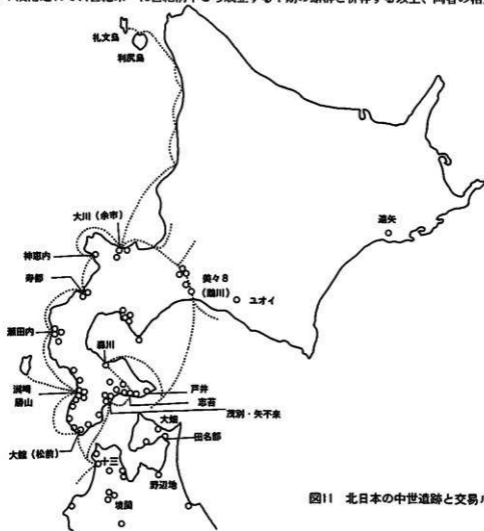 礼文島
利尻島
大川（余市）
神恵内
寿都
美々8
（鵡川）
ユオイ
遠矢
瀬田内
森川
洲崎
勝山
戸井
志苔
茂別・矢不来
大館（松前）
大館
田名部
十三
野辺地
境関
図11 北日本の中世遺跡と交易